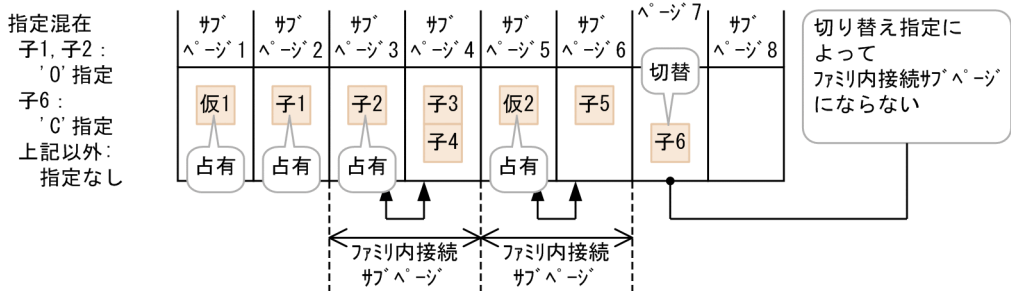 指定混在
子1,子2:
'O'指定
子6:
'C'指定
上記以外:
指定なし
ｻﾌﾞ
ﾍﾟｰｼﾞ1
ｻﾌﾞ
ﾍﾟｰｼﾞ2
ｻﾌﾞ
ﾍﾟｰｼﾞ3
ｻﾌﾞ
ﾍﾟｰｼﾞ4
ｻﾌﾞ
ﾍﾟｰｼﾞ5
ｻﾌﾞ
ﾍﾟｰｼﾞ6
ﾍﾟｰｼﾞ7
ｻﾌﾞ
ﾍﾟｰｼﾞ8
仮1
占有
子1
占有
子2
占有
子3
子4
仮2
占有
子5
切替
子6
切り替え指定に
よって
ﾌｧﾐﾘ内接続ｻﾌﾞﾍﾟｰｼﾞ
にならない
ﾌｧﾐﾘ内接続
ｻﾌﾞﾍﾟｰｼﾞ
ﾌｧﾐﾘ内接続
ｻﾌﾞﾍﾟｰｼﾞ